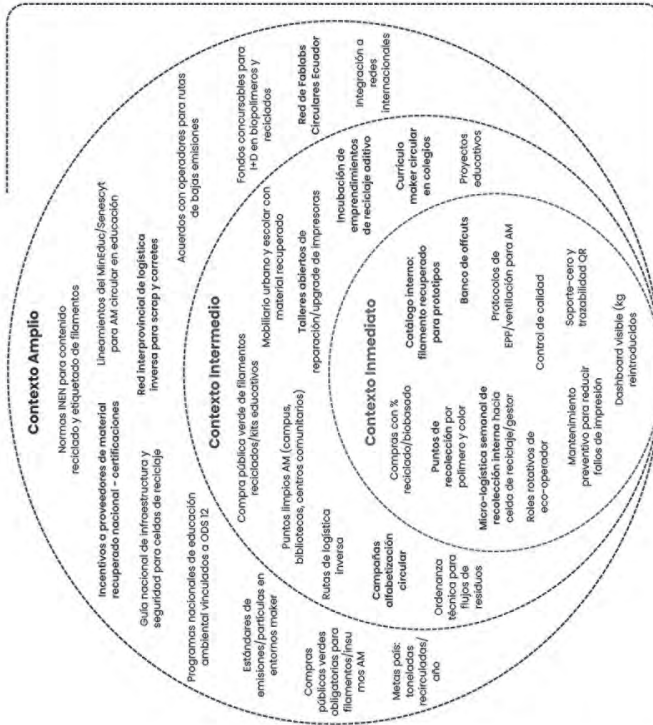 Contexto Amplio
Normas INEN para contenido
reciclado y etiquetado de filamentos
Incentivos a proveedores de material
recuperado nacional - certificaciones
Lineamientos del MinEduc/Senescyt
para AM circular en educación
Guía nacional de infraestructura y
seguridad para celdas de reciclaje
Red interprovincial de logística
inversa para scrap y carretes
Programas nacionales de educación
ambiental vinculados a ODS 12
Acuerdos con operadores para rutas
de bajas emisiones
Estándares de
emisiones/partículas en
entornos maker
Fondos concursables para
I+D en biopolímeros y
reciclados
Compras
públicas verdes
obligatorias para
filamentos/insu
mos AM
Red de Fablabs
Circulares Ecuador
Metas país:
toneladas
recirculadas/
año
Integración a
redes
internacionales
Contexto Intermedio
Compra pública verde de filamentos
reciclados/kits educativos
Mobiliario urbano y escolar con
material recuperado
Puntos limpios AM (campus,
bibliotecas, centros comunitarios)
Talleres abiertos de
reparación/upgrade de impresoras
Rutas de logística
inversa
Incubación de
emprendimientos
de reciclaje aditivo
Campañas
alfabetización
circular
Currículo
maker circular
en colegios
Ordenanza
técnica para
flujos de
residuos
Proyectos
educativos
Contexto Inmediato
Compras con %
reciclado/biobasado
Catálogo interno:
filamento recuperado
para prototipos
Puntos de
recolección por
polímero y color
Banco de offcuts
Micro-logística semanal de
recolección interna hacia
celda de reciclaje/gestor
Protocolos de
EPP/ventilación para AM
Roles rotativos de
eco-operador
Control de calidad
Mantenimiento
preventivo para reducir
fallos de impresión
Soporte-cero y
trazabilidad QR
Dashboard visible (kg
reintroducidos